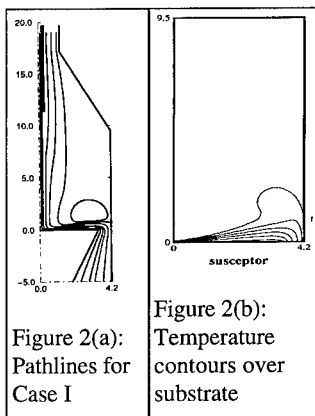 20.0
15.0
10.0
5.0
0.0
-5.0
0.0
4.2
9.5
0
0
4.2
susceptor
r
Figure 2(a):
Pathlines for
Case I
Figure 2(b):
Temperature
contours over
substrate